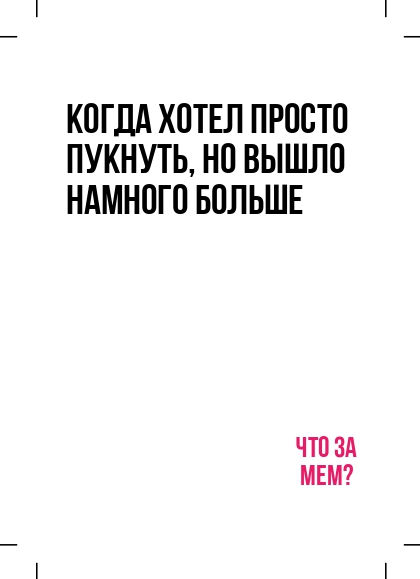 КОГДА ХОТЕЛ ПРОСТО
ПУКНУТЬ, НО ВЫШЛО
НАМНОГО БОЛЬШЕ
ЧТО ЗА
МЕМ?